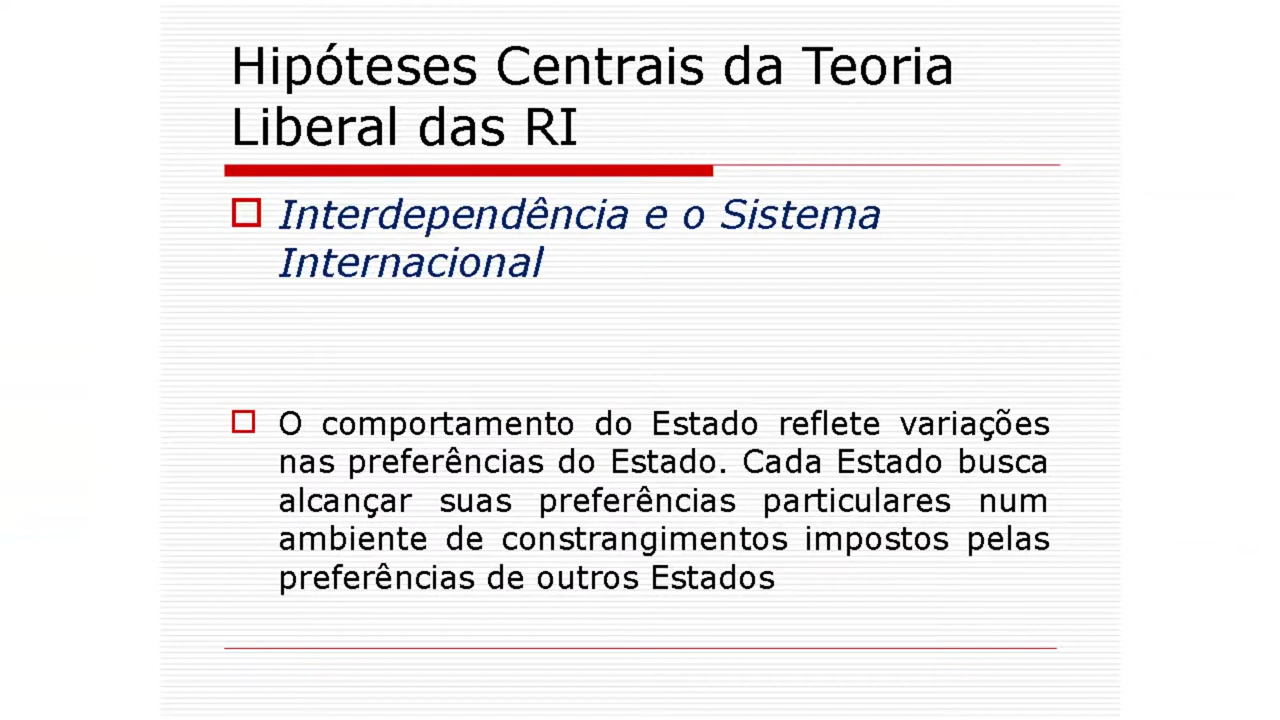 Hipóteses Centrais da Teoria
Liberal das RI
Interdependência e o Sistema
Internacional
O comportamento do Estado reflete variações
nas preferências do Estado. Cada Estado busca
alcançar suas preferências particulares num
ambiente de constrangimentos impostos pelas
preferências de outros Estados